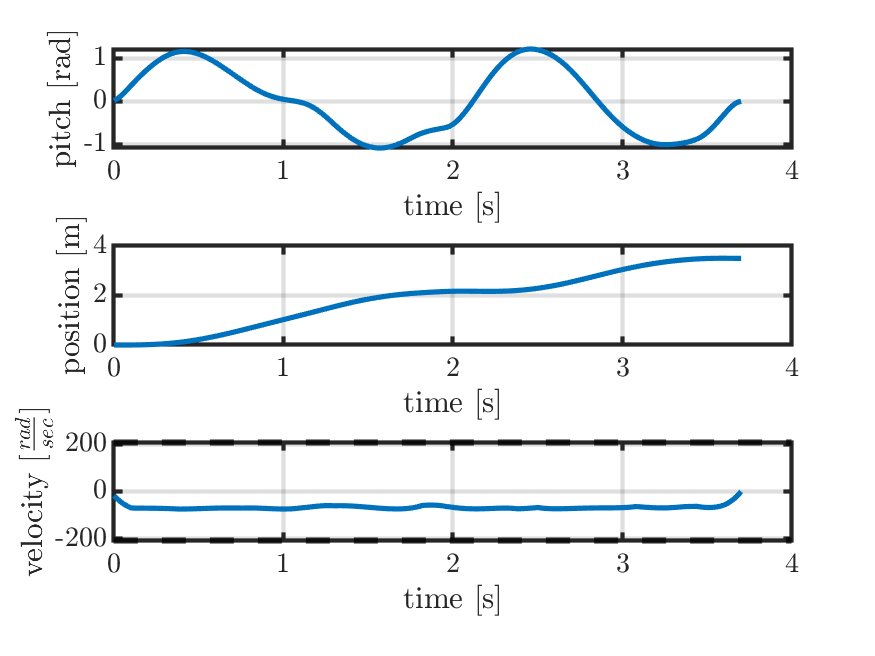 pitch [rad]
1
0
-1
0 1 2 3 4
time [s]
position [m]
4
2
0
0 1 2 3 4
time [s]
velocity [rad/sec]
200
0
-200
0 1 2 3 4
time [s]